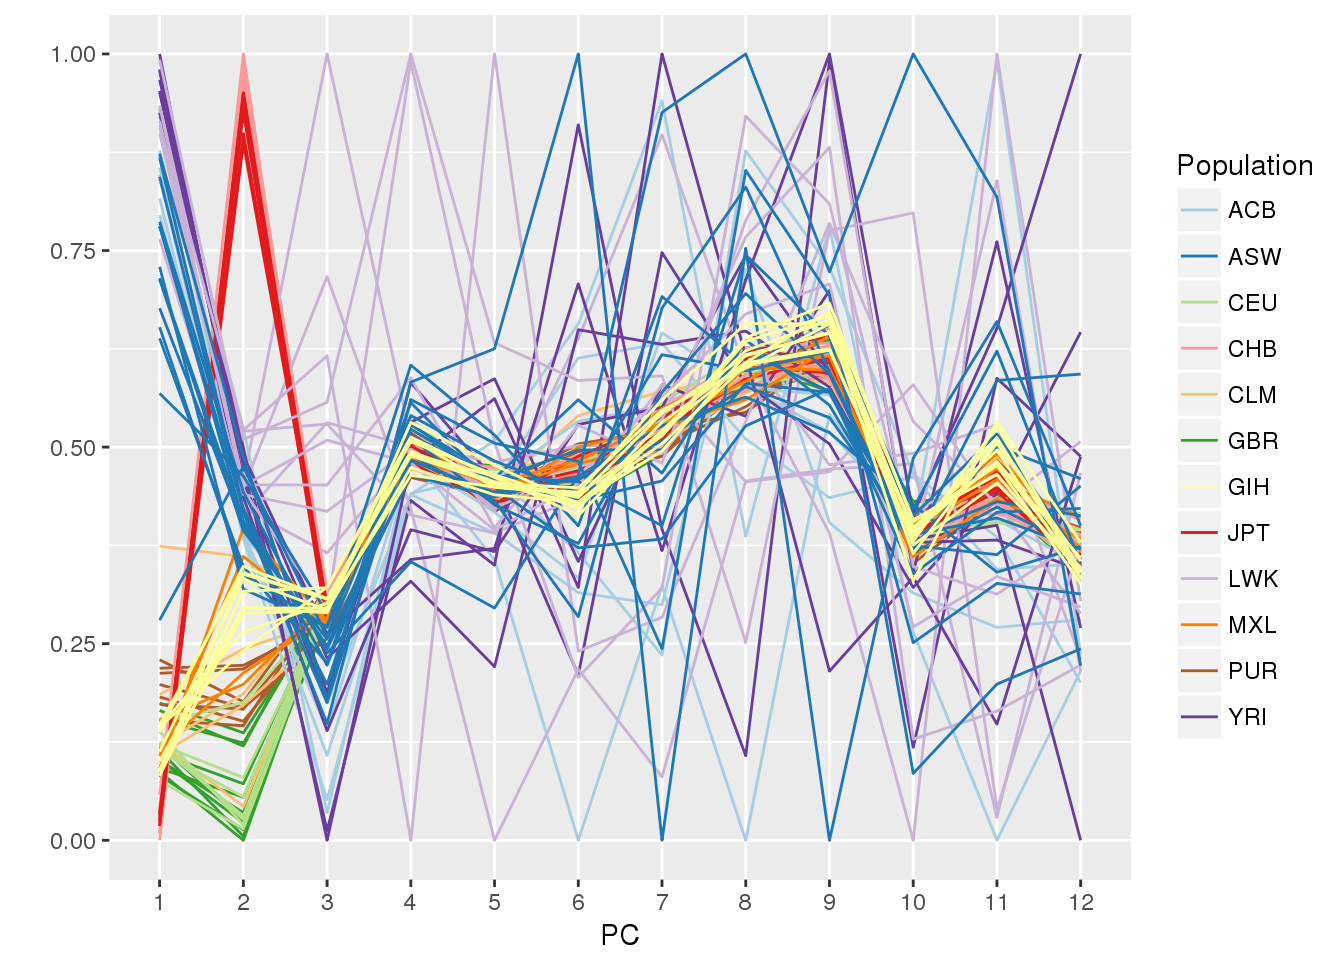 1.00
0.75
0.50
0.25
0.00
1 2 3 4 5 6 7 8 9 10 11 12
PC
Population
ACB
ASW
CEU
CHB
CLM
GBR
GIH
JPT
LWK
MXL
PUR
YRI